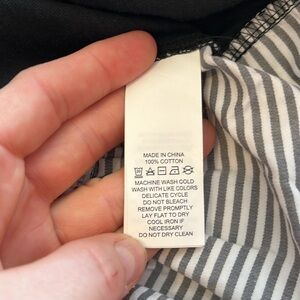 MADE IN CHINA
100% COTTON
MACHINE WASH COLD
WASH WITH LIKE COLORS
DELICATE CYCLE
DO NOT BLEACH
REMOVE PROMPTLY
LAY FLAT TO DRY
COOL IRON IF
NECESSARY
DO NOT DRY CLEAN